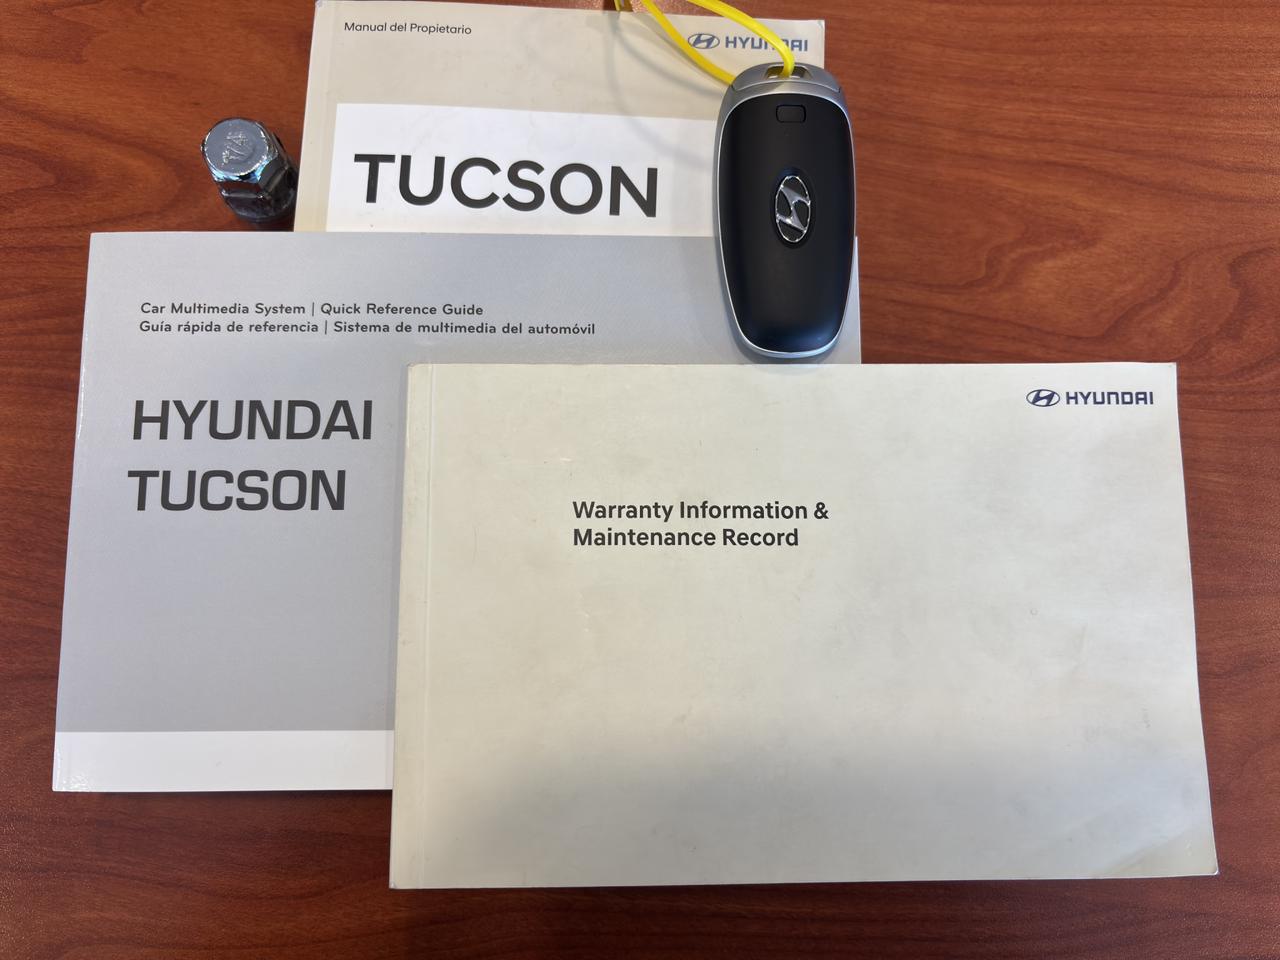 Manual del Propietario
HYUNDAI
TUCSON
Car Multimedia System | Quick Reference Guide
Guía rápida de referencia | Sistema de multimedia del automóvil
HYUNDAI
TUCSON
HYUNDAI
Warranty Information &
Maintenance Record